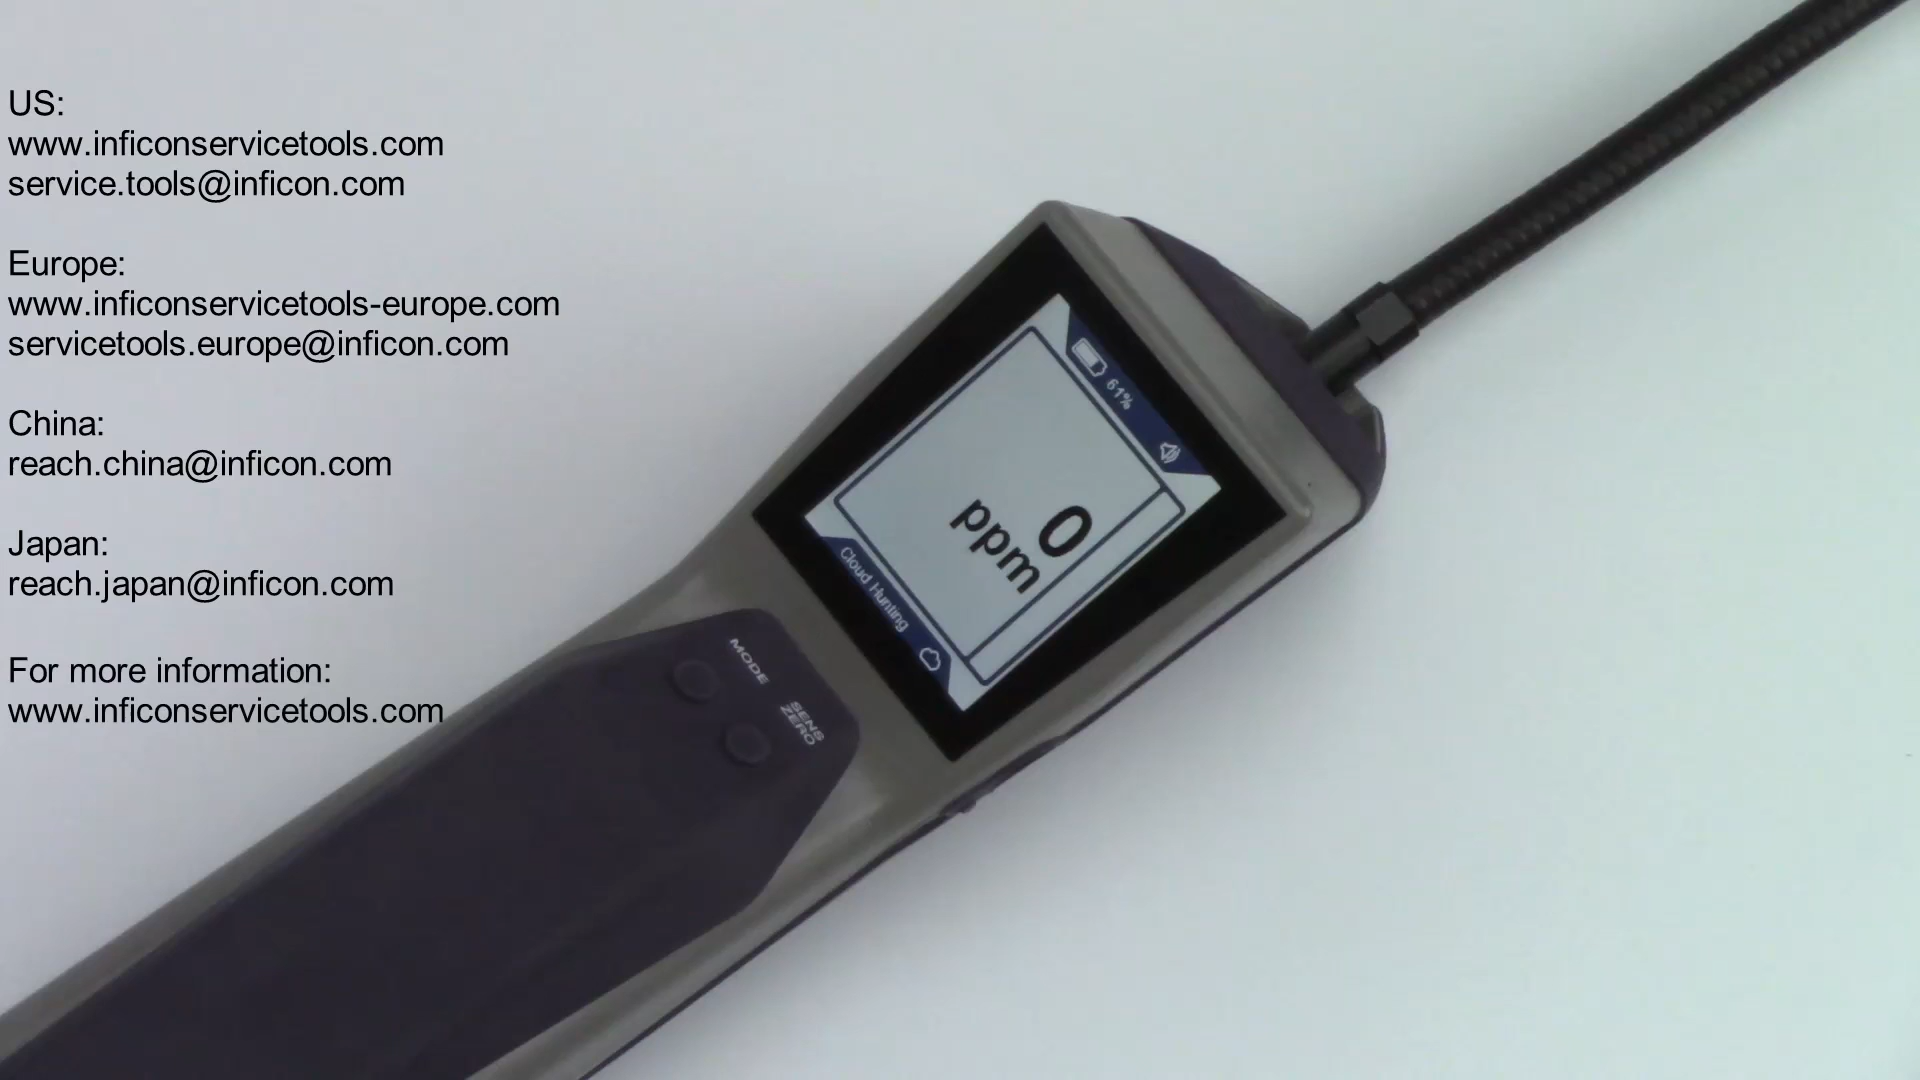 US:
www.inficonservicetools.com
service.tools@inficon.com
Europe:
www.inficonservicetools-europe.com
servicetools.europe@inficon.com
China:
reach.china@inficon.com
Japan:
reach.japan@inficon.com
For more information:
www.inficonservicetools.com
61%
0
ppm
Cloud Hunting
MODE
SENS
ZERO